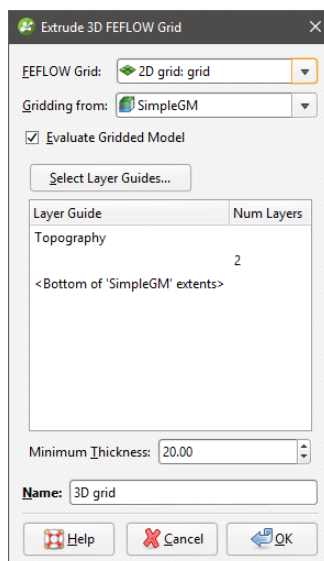 Extrude 3D FEFLOW Grid
FEFLOW Grid: 2D grid: grid
Gridding from: SimpleGM
Evaluate Gridded Model
Select Layer Guides...
Layer Guide Num Layers
Topography
2
<Bottom of 'SimpleGM' extents>
Minimum Thickness: 20.00
Name: 3D grid
Help Cancel OK